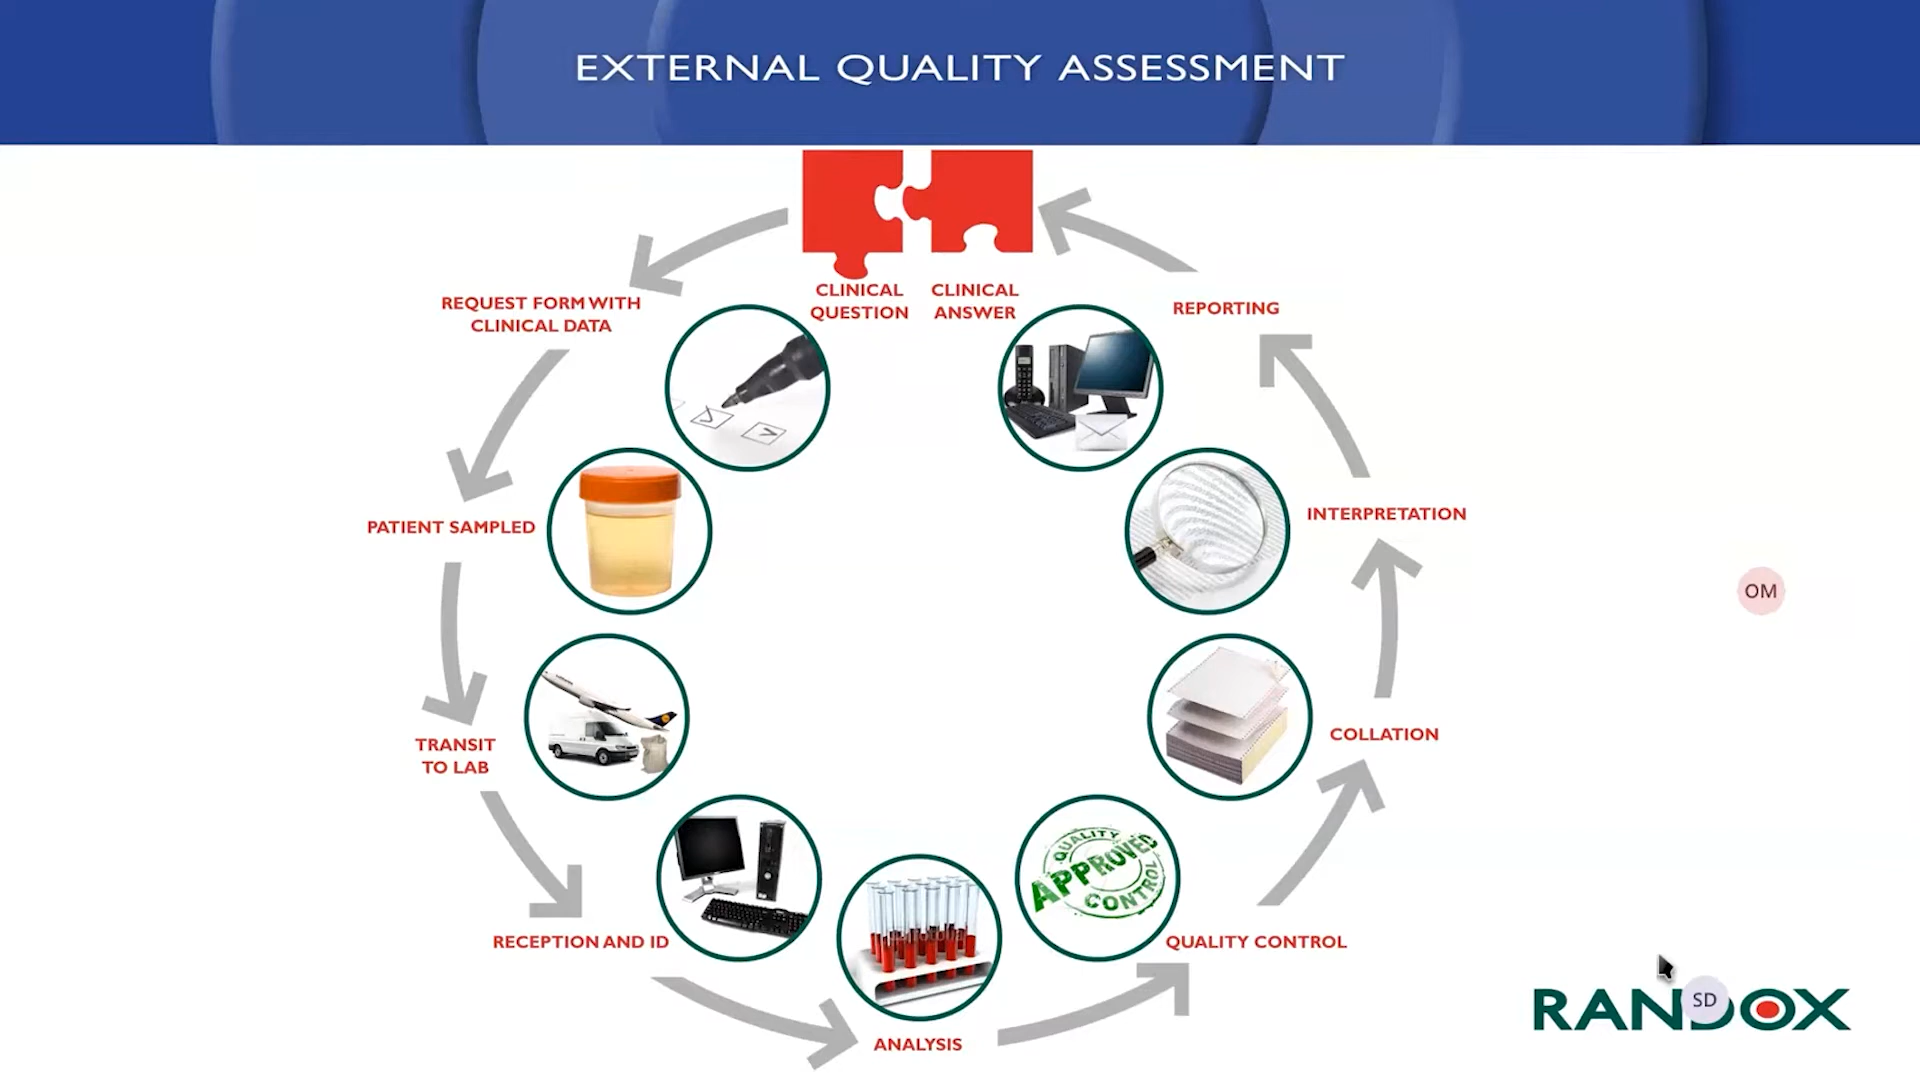 EXTERNAL QUALITY ASSESSMENT
CLINICAL
QUESTION
CLINICAL
ANSWER
REQUEST FORM WITH
CLINICAL DATA
PATIENT SAMPLED
TRANSIT
TO LAB
RECEPTION AND ID
ANALYSIS
QUALITY CONTROL
QUALITY
APPROVED
CONTROL
COLLATION
INTERPRETATION
REPORTING
OM
SD
RANDOX